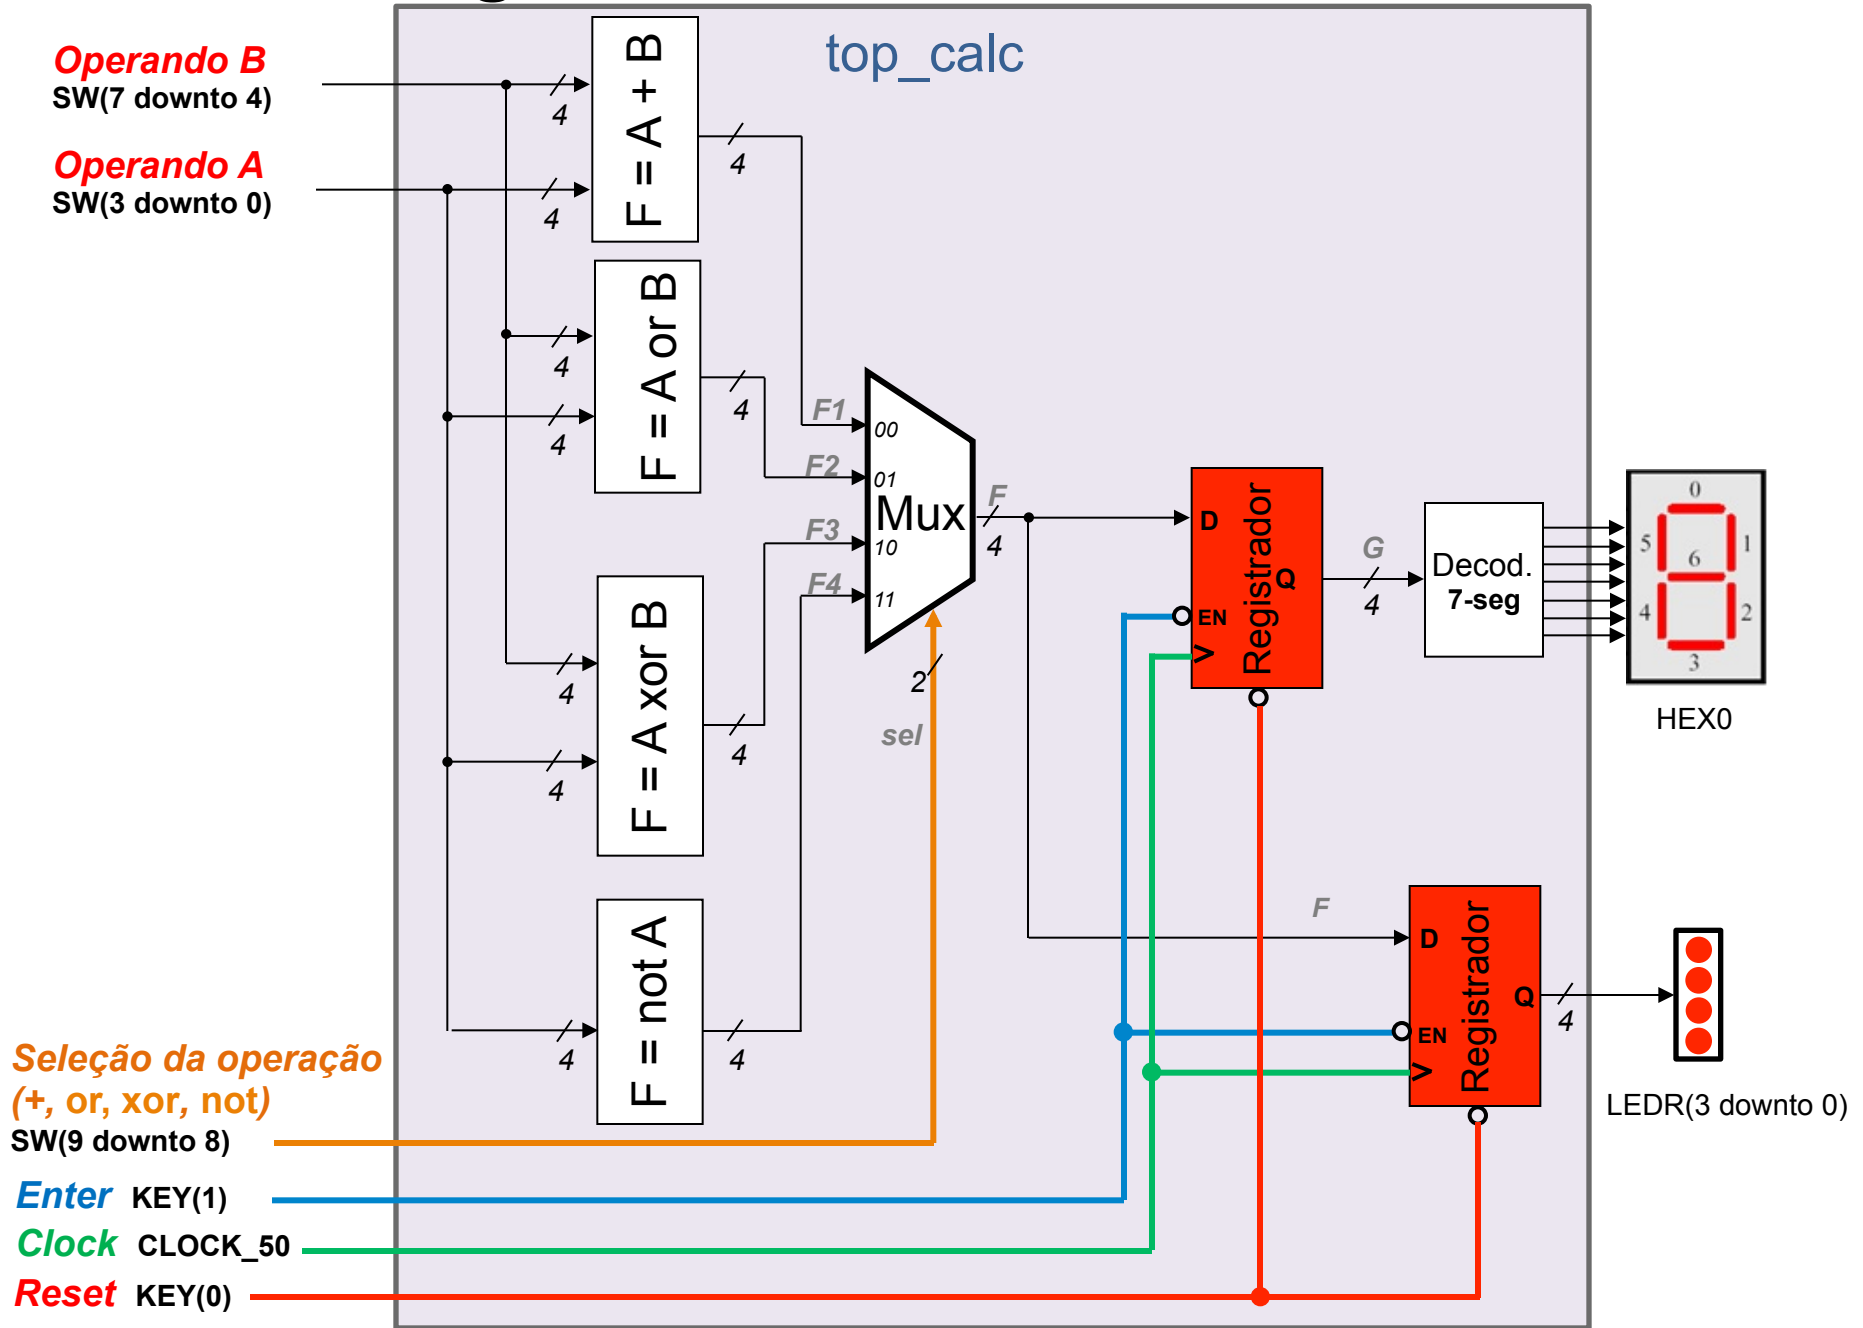 top_calc
Operando B
SW(7 downto 4)
Operando A
SW(3 downto 0)
4
4
F = A + B
4
4
4
F = A or B
4
4
4
F = A xor B
4
4
F = not A
4
F1
F2
F3
F4
00
01
10
11
Mux
2
sel
F
4
D
EN
Q
Registrador
G
4
Decod.
7-seg
0
5
1
6
4
2
3
HEX0
F
D
EN
Q
Registrador
4
LEDR(3 downto 0)
Seleção da operação
(+, or, xor, not)
SW(9 downto 8)
Enter KEY(1)
Clock CLOCK_50
Reset KEY(0)